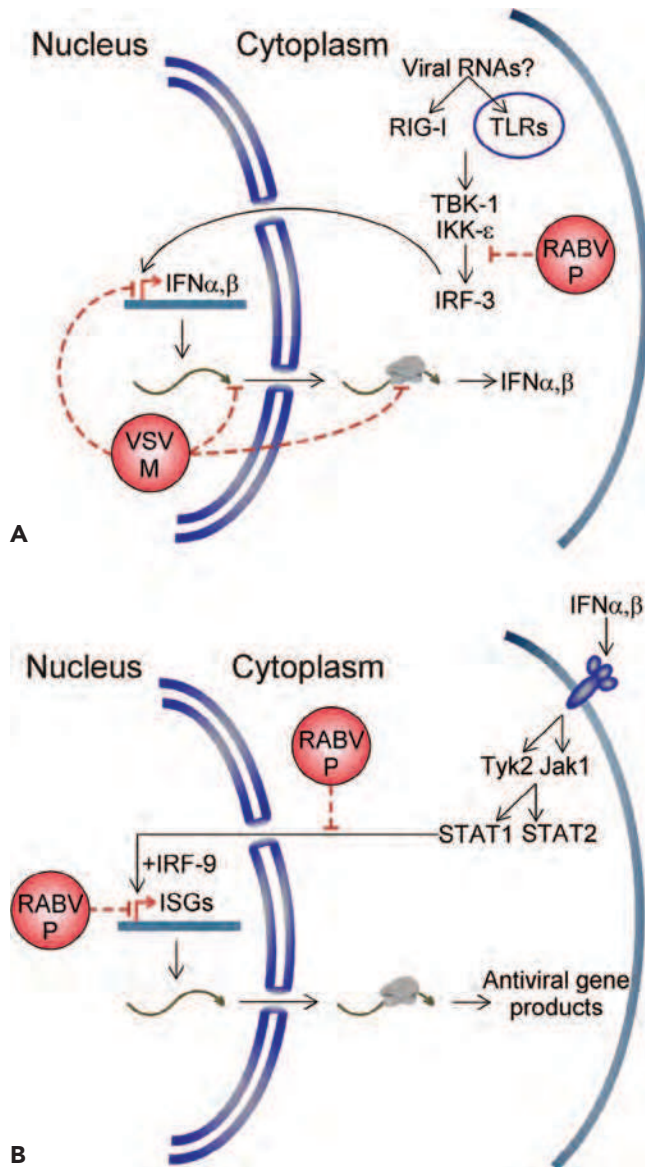 Nucleus
Cytoplasm
Viral RNAs?
RIG-I
TLRs
TBK-1
IKK-ε
RABV
P
IRF-3
IFNα,β
IFNα,β
VSV
M
A
IFNα,β
Nucleus
Cytoplasm
RABV
P
Tyk2 Jak1
STAT1 STAT2
+IRF-9
RABV
P
ISGs
Antiviral gene
products
B